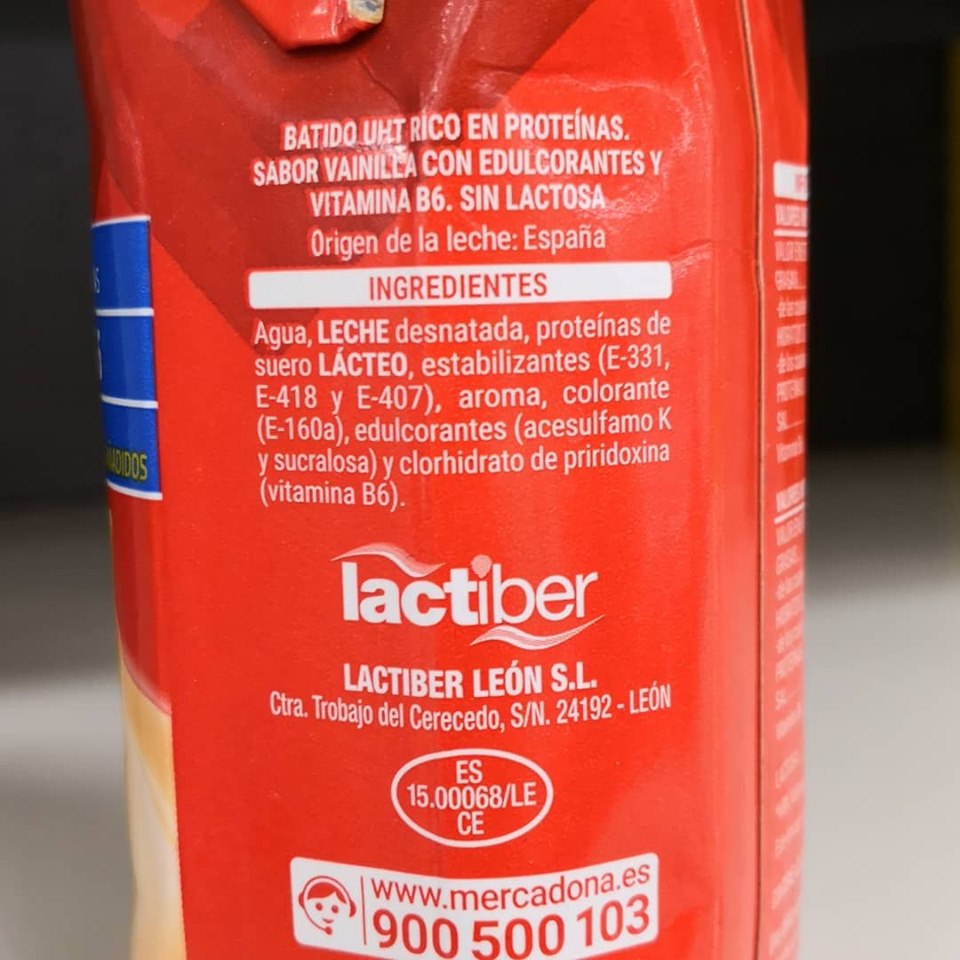 BATIDO UHT RICO EN PROTEÍNAS.
SABOR VAINILLA CON EDULCORANTES Y
VITAMINA B6. SIN LACTOSA
Origen de la leche: España
INGREDIENTES
Agua, LECHE desnatada, proteínas de
suero LÁCTEO, estabilizantes (E-331,
E-418 y E-407), aroma, colorante
(E-160a), edulcorantes (acesulfamo K
y sucralosa) y clorhidrato de priridoxina
(vitamina B6).
lactiber
LACTIBER LEÓN S.L.
Ctra. Trobajo del Cerecedo, S/N. 24192 - LEÓN
ES
15.00068/LE
CE
www.mercadona.es
900 500 103